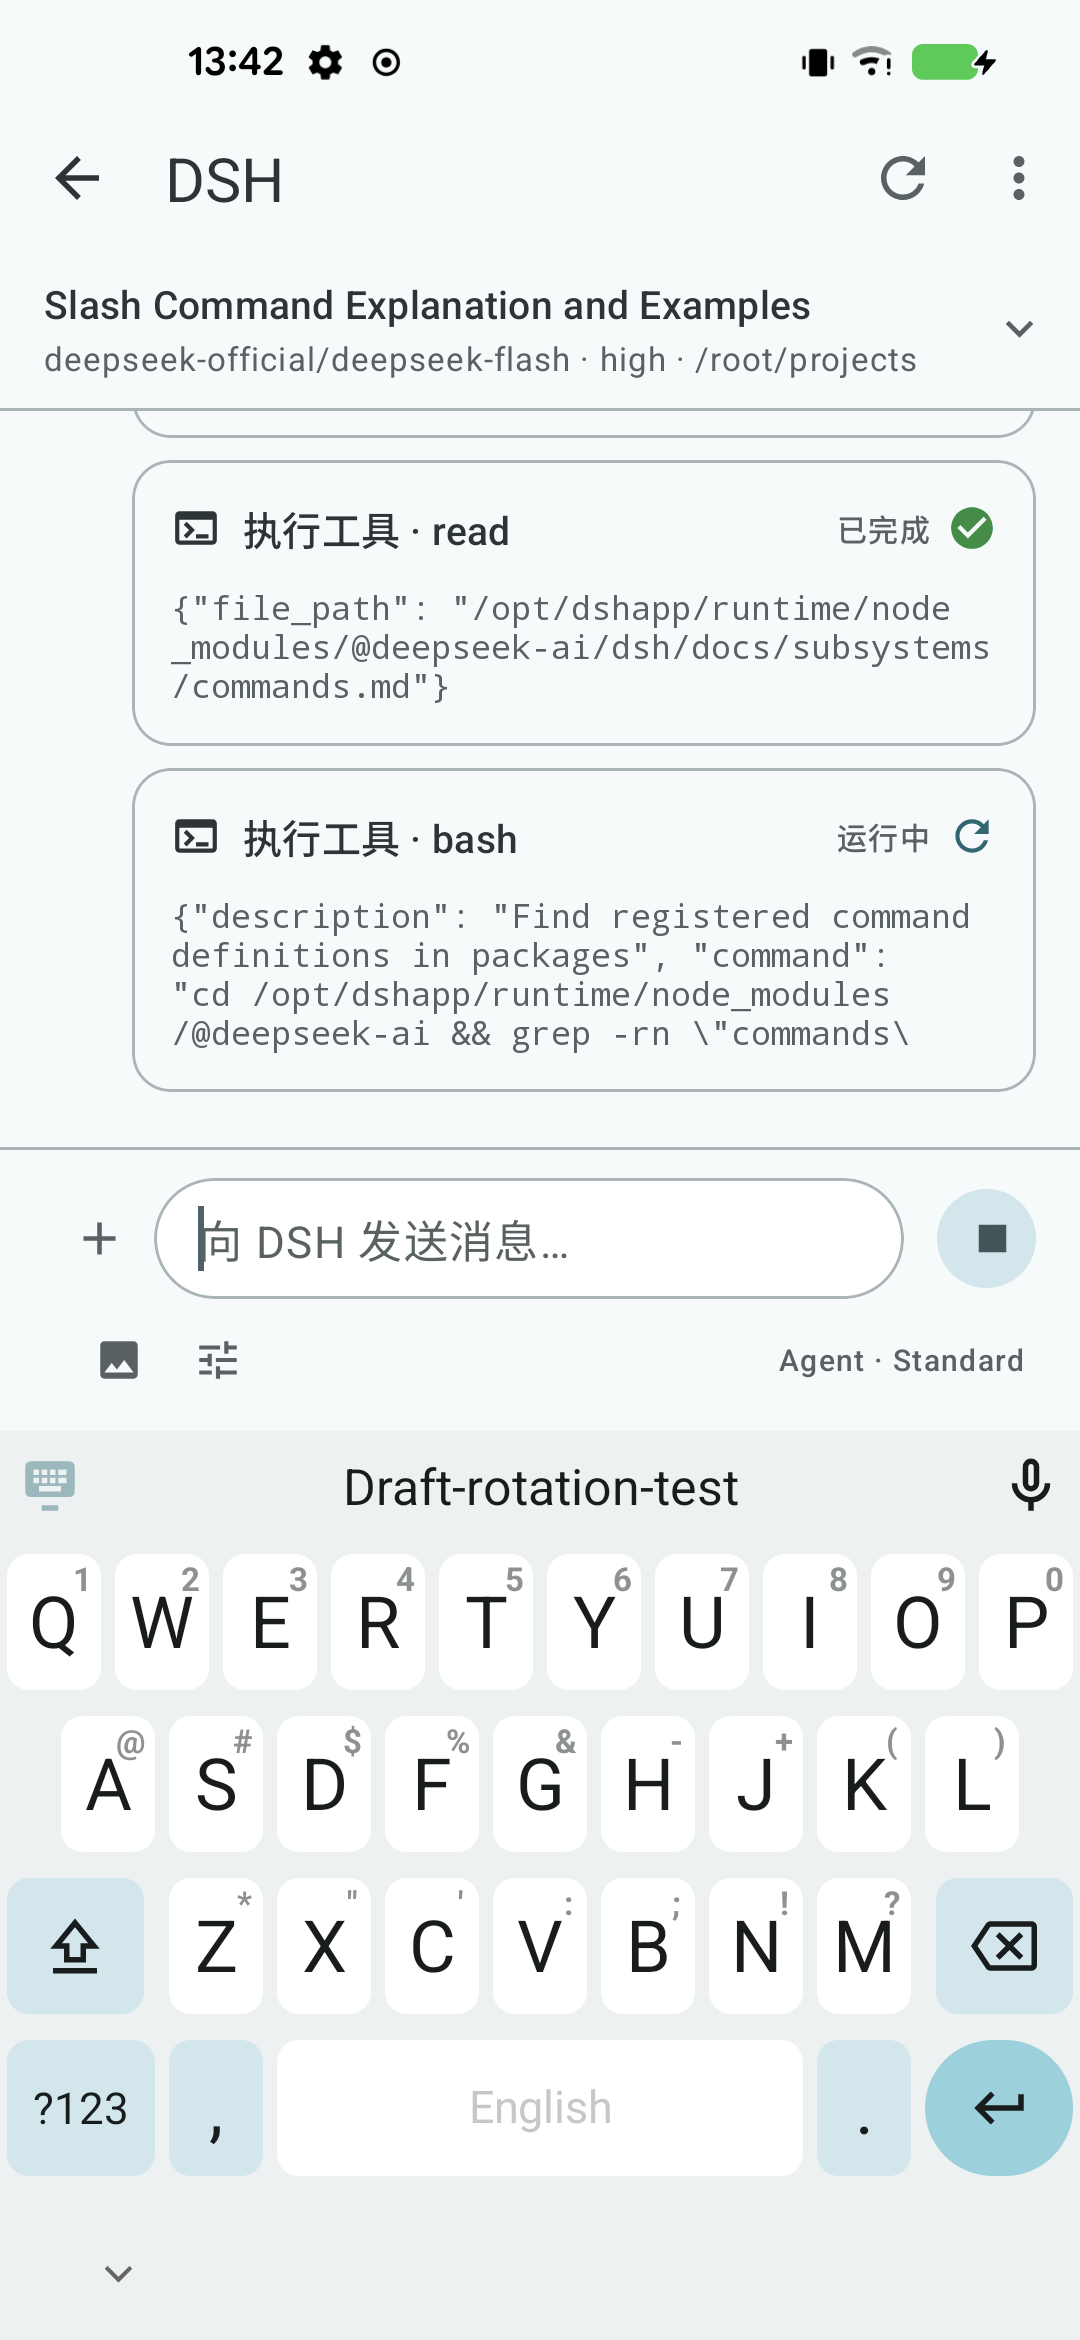 13:42
DSH
Slash Command Explanation and Examples
deepseek-official/deepseek-flash · high · /root/projects
执行工具 · read
已完成
{"file_path": "/opt/dshapp/runtime/node
_modules/@deepseek-ai/dsh/docs/subsystems
/commands.md"}
执行工具 · bash
运行中
{"description": "Find registered command
definitions in packages", "command":
"cd /opt/dshapp/runtime/node_modules
/@deepseek-ai && grep -rn \"commands\
向 DSH 发送消息…
Agent · Standard
Draft-rotation-test
1 2 3 4 5 6 7 8 9 0
Q W E R T Y U I O P
@ # $ % & - + ( )
A S D F G H J K L
* " ' : ; ! ?
Z X C V B N M
?123 , English .